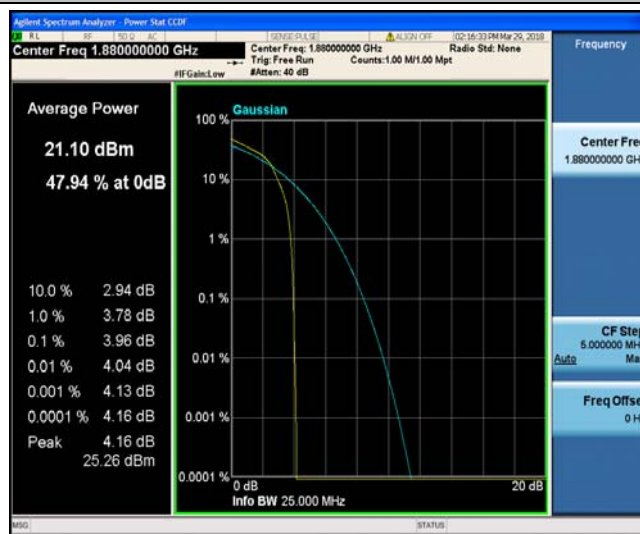 Agilent Spectrum Analyzer - Power Stat CCDF
RL RF 50 Ω AC SENSE:PULSE ALIGN OFF 02:16:33 PM Mar 29, 2018
Center Freq 1.880000000 GHz
Center Freq: 1.880000000 GHz Radio Std: None
Trig: Free Run Counts:1.00 M/1.00 Mpt
#IFGain:Low #Atten: 40 dB
Frequency
Average Power
21.10 dBm
47.94 % at 0dB
10.0 % 2.94 dB
1.0 % 3.78 dB
0.1 % 3.96 dB
0.01 % 4.04 dB
0.001 % 4.13 dB
0.0001 % 4.16 dB
Peak 4.16 dB
25.26 dBm
Gaussian
100 %
10 %
1 %
0.1 %
0.01 %
0.001 %
0.0001 %
0 dB 20 dB
Info BW 25.000 MHz
Center Fre
1.880000000 GH
CF Ste
5.000000 MH
Auto Ma
Freq Offse
0 H
MSG STATUS